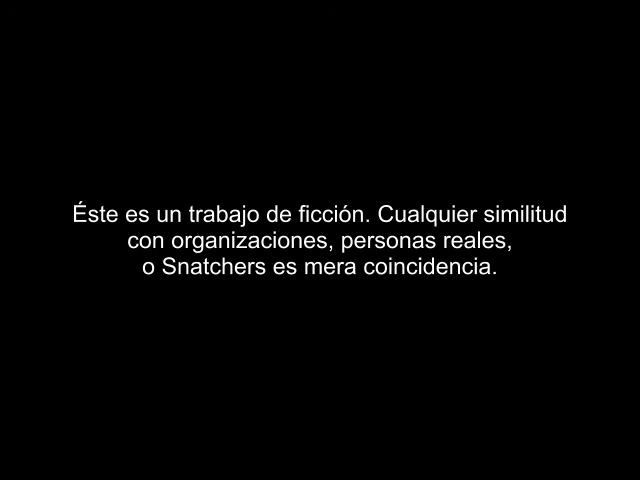 Éste es un trabajo de ficción. Cualquier similitud
con organizaciones, personas reales,
o Snatchers es mera coincidencia.